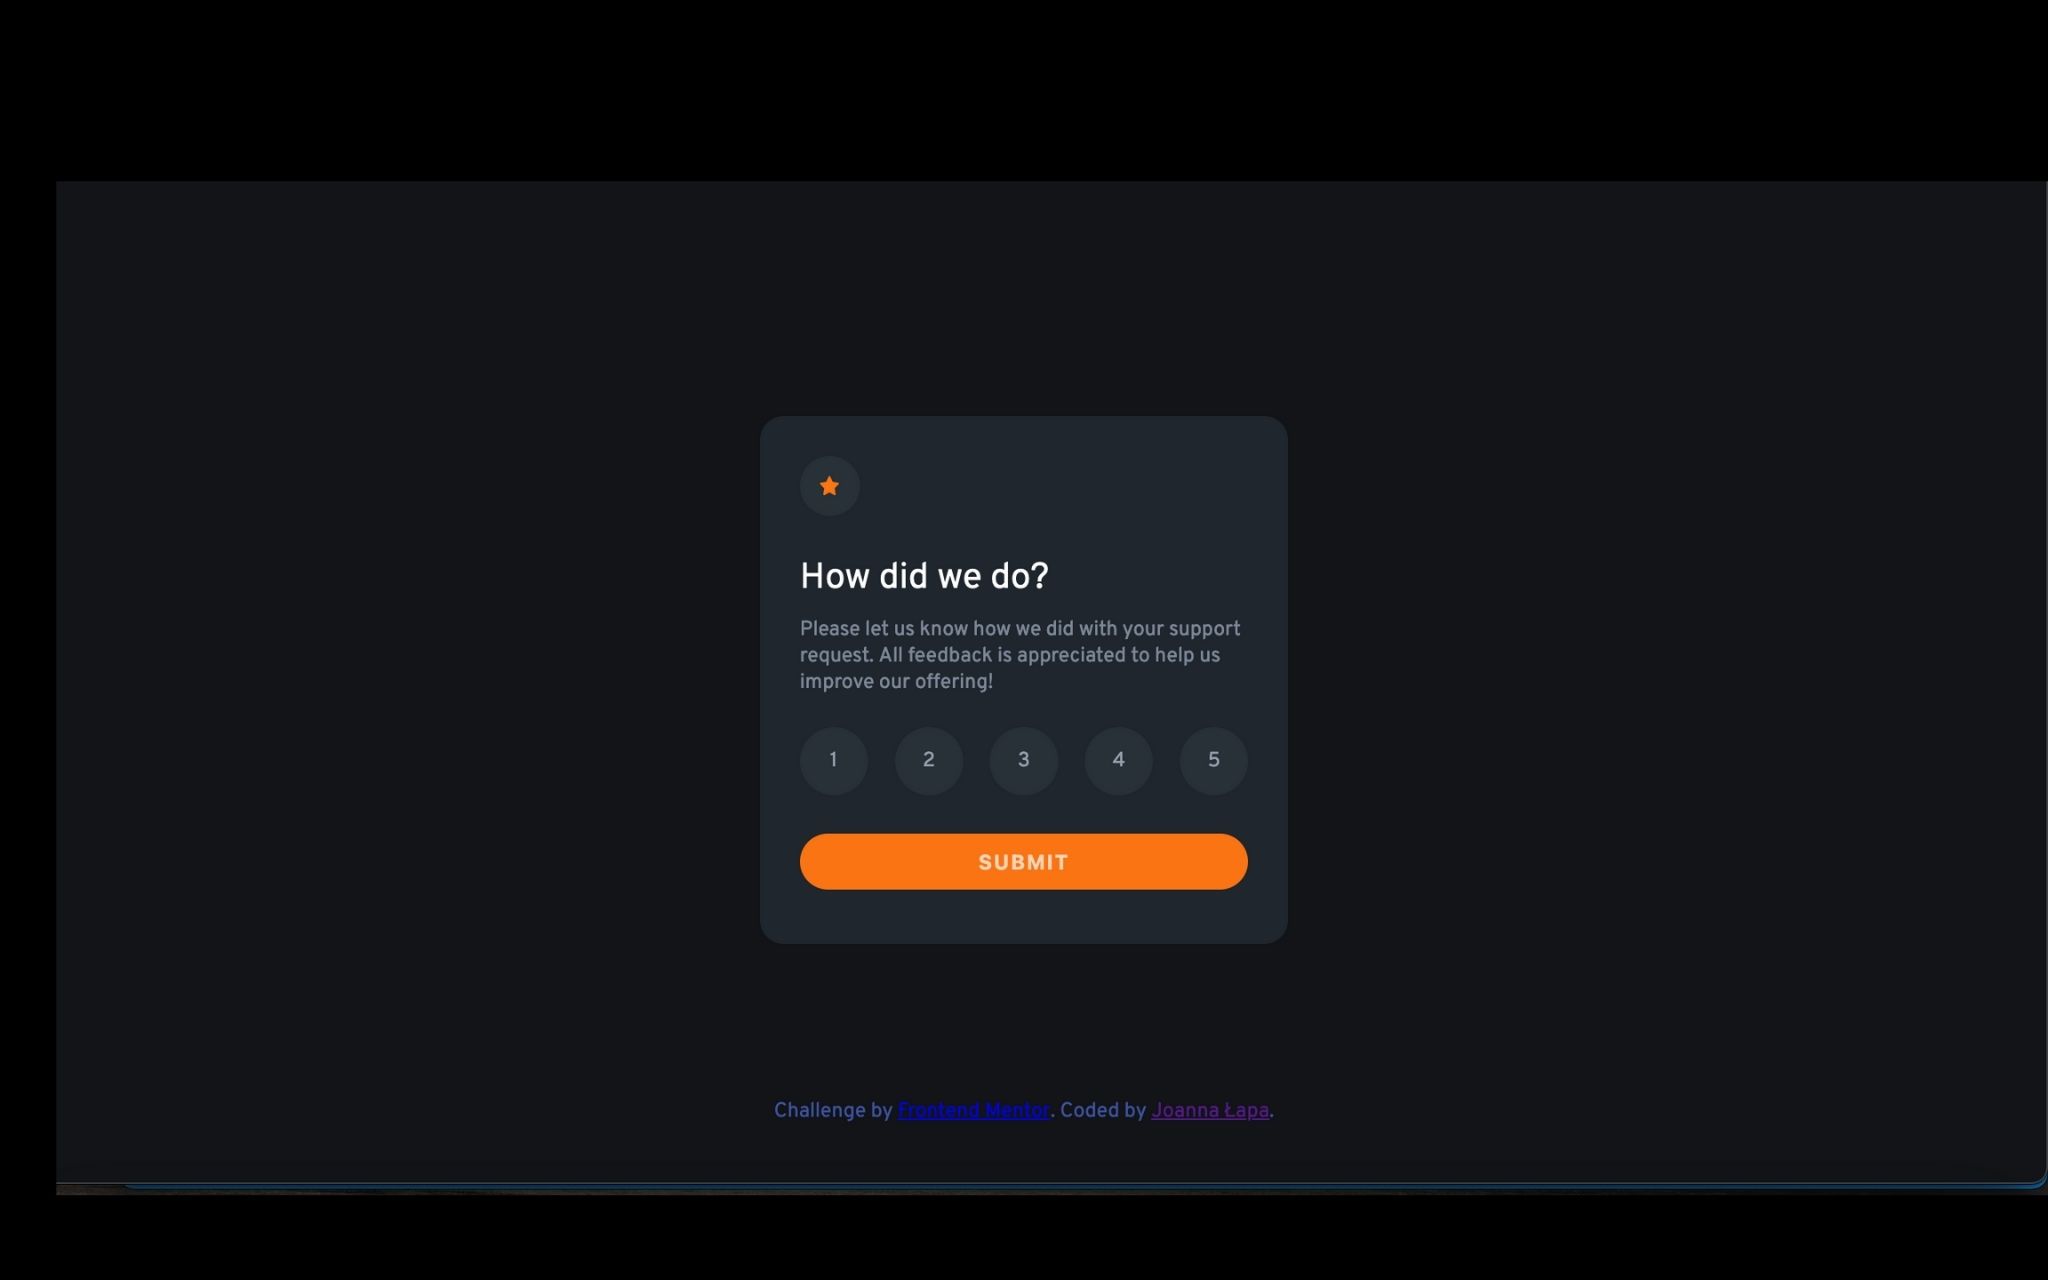 How did we do?
Please let us know how we did with your support
request. All feedback is appreciated to help us
improve our offering!
1 2 3 4 5
SUBMIT
Challenge by Frontend Mentor. Coded by Joanna Łapa.